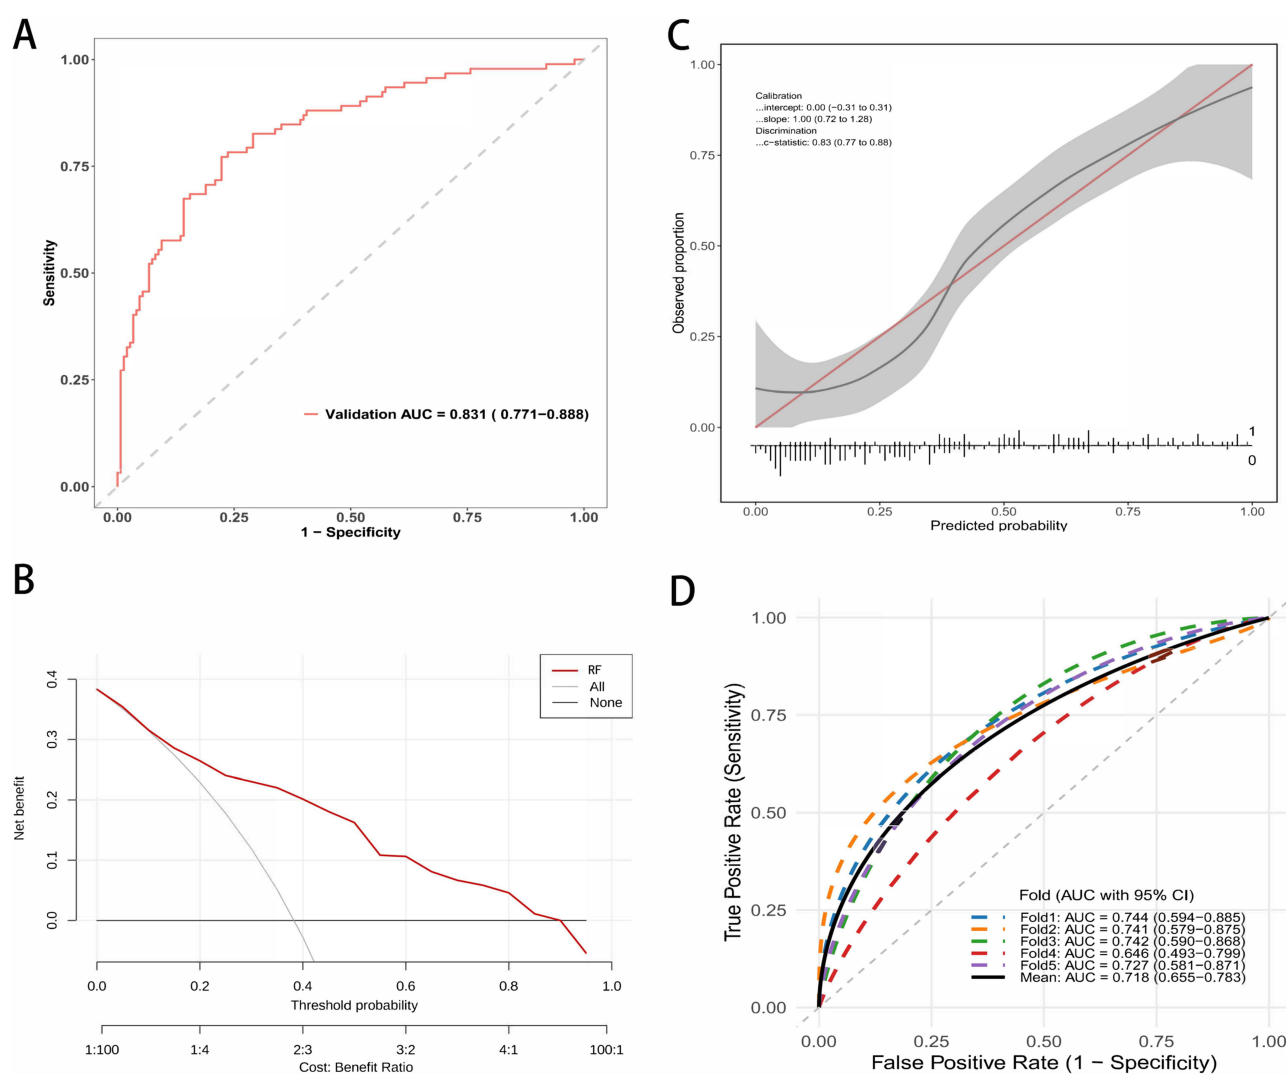 A
1.00
0.75
0.50
0.25
0.00
Sensitivity
Validation AUC = 0.831 ( 0.771−0.888)
0.00 0.25 0.50 0.75 1.00
1 − Specificity
C
1.00
0.75
0.50
0.25
0.00
Observed proportion
Calibration
...intercept: 0.00 (−0.31 to 0.31)
...slope: 1.00 (0.72 to 1.28)
Discrimination
...c−statistic: 0.83 (0.77 to 0.88)
1
0
0.00 0.25 0.50 0.75 1.00
Predicted probability
B
0.4
0.3
0.2
0.1
0.0
Net benefit
RF
All
None
0.0 0.2 0.4 0.6 0.8 1.0
Threshold probability
1:100 1:4 2:3 3:2 4:1 100:1
Cost: Benefit Ratio
D
1.00
0.75
0.50
0.25
0.00
True Positive Rate (Sensitivity)
Fold (AUC with 95% CI)
Fold1: AUC = 0.744 (0.594−0.885)
Fold2: AUC = 0.741 (0.579−0.875)
Fold3: AUC = 0.742 (0.590−0.868)
Fold4: AUC = 0.646 (0.493−0.799)
Fold5: AUC = 0.727 (0.581−0.871)
Mean: AUC = 0.718 (0.655−0.783)
0.00 0.25 0.50 0.75 1.00
False Positive Rate (1 − Specificity)